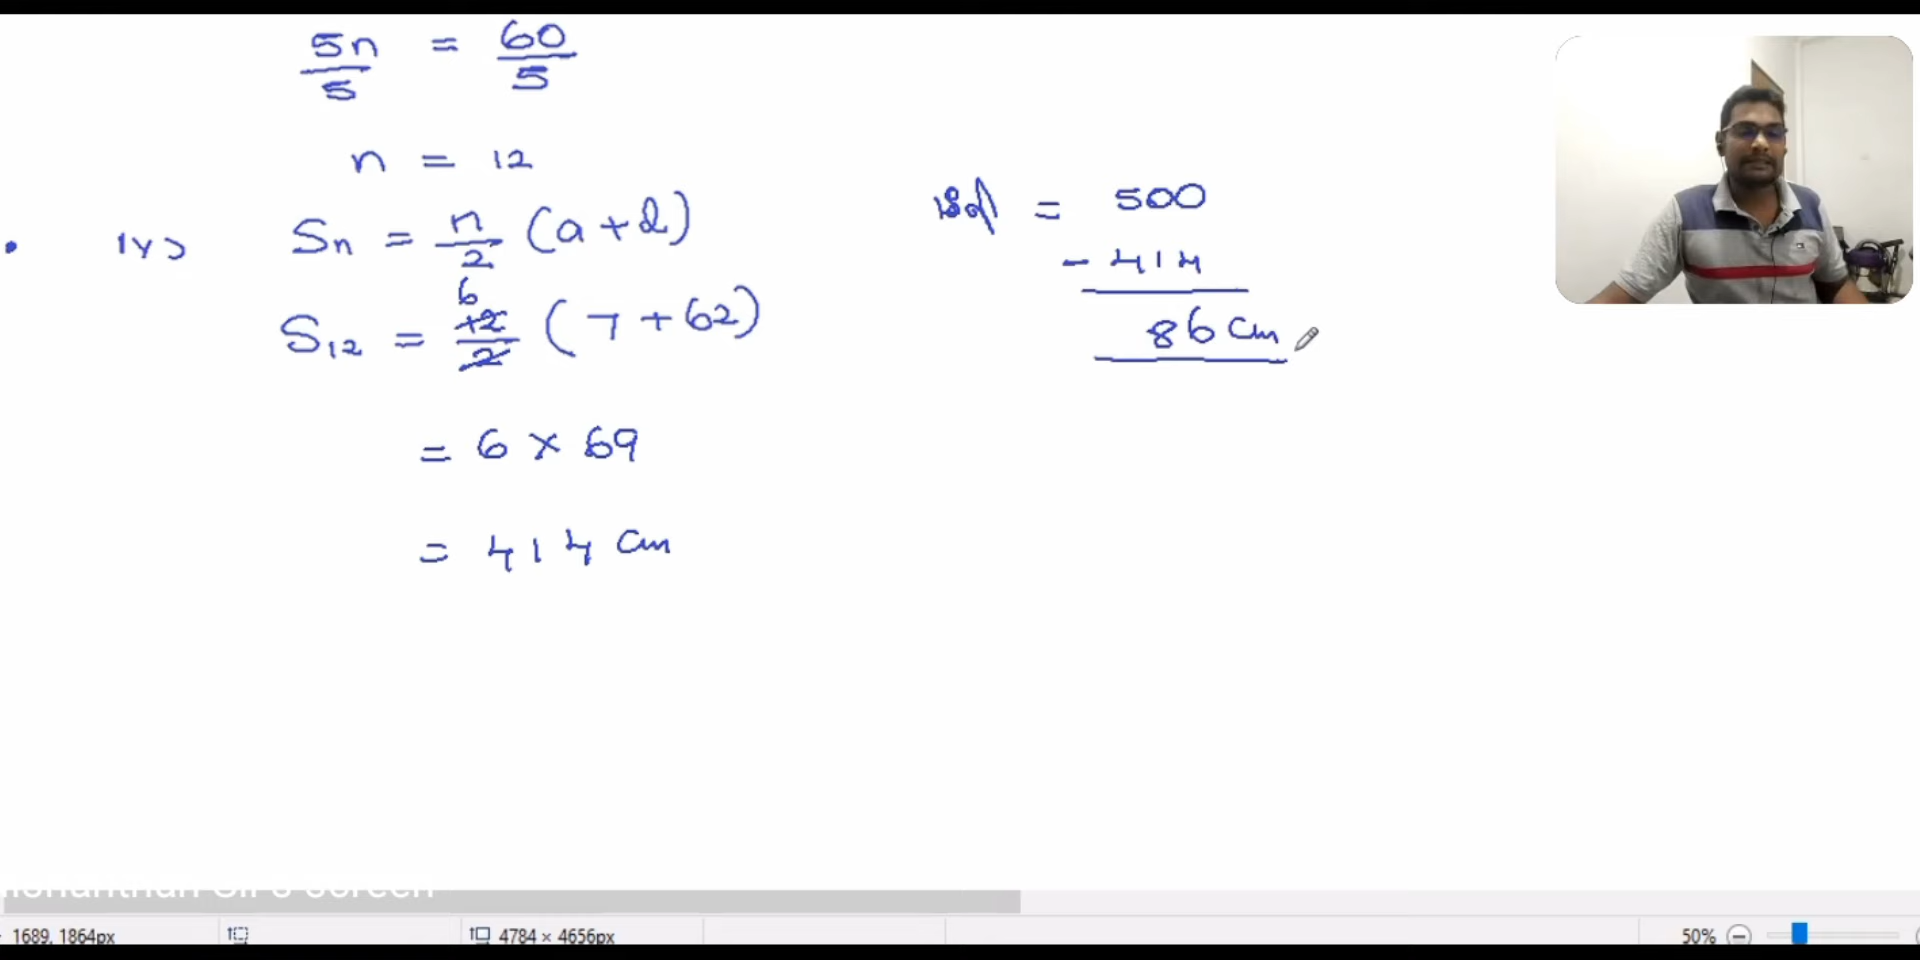 5n/5 = 60/5
n = 12
iv) Sn = n/2 (a + l)
S12 = 12/2 6 (7 + 62)
= 6 × 69
= 414 cm
மீதி = 500
- 414
86 cm
1689, 1864px
4784 × 4656px
50%